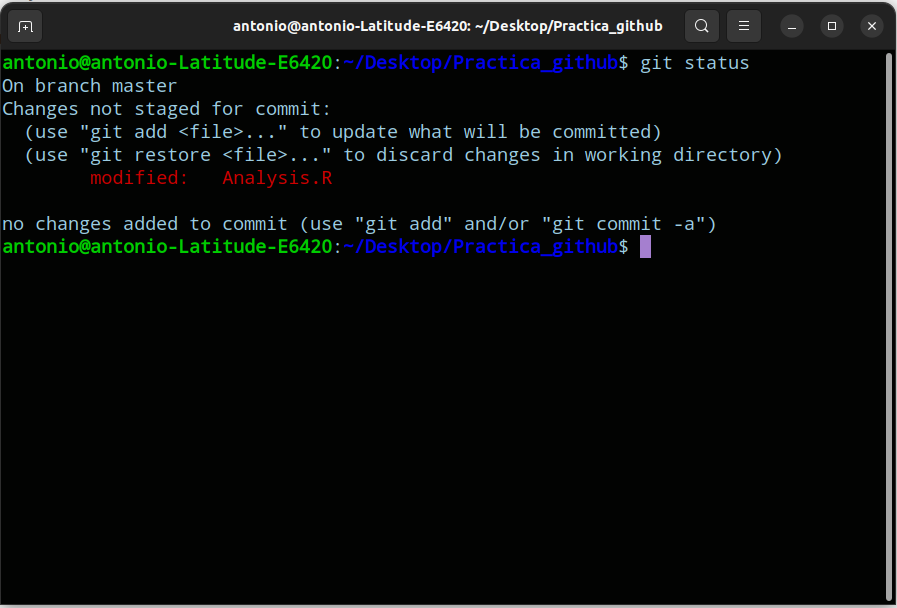 antonio@antonio-Latitude-E6420: ~/Desktop/Practica_github
antonio@antonio-Latitude-E6420:~/Desktop/Practica_github$ git status
On branch master
Changes not staged for commit:
  (use "git add <file>..." to update what will be committed)
  (use "git restore <file>..." to discard changes in working directory)
        modified:   Analysis.R

no changes added to commit (use "git add" and/or "git commit -a")
antonio@antonio-Latitude-E6420:~/Desktop/Practica_github$